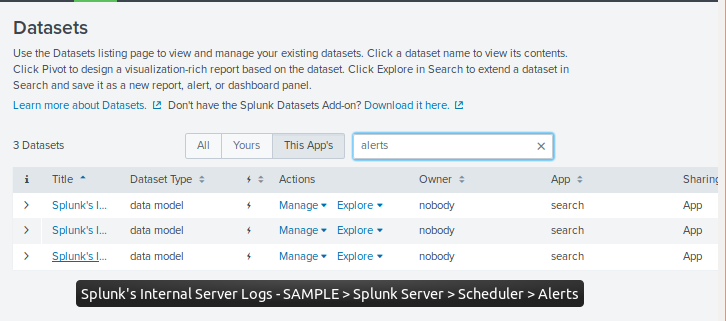 Datasets
Use the Datasets listing page to view and manage your existing datasets. Click a dataset name to view its contents.
Click Pivot to design a visualization-rich report based on the dataset. Click Explore in Search to extend a dataset in
Search and save it as a new report, alert, or dashboard panel.
Learn more about Datasets. Don't have the Splunk Datasets Add-on? Download it here.
3 Datasets All Yours This App's alerts
i Title Dataset Type Actions Owner App Sharing
Splunk's I... data model Manage Explore nobody search App
Splunk's I... data model Manage Explore nobody search App
Splunk's I... data model Manage Explore nobody search App
Splunk's Internal Server Logs - SAMPLE > Splunk Server > Scheduler > Alerts